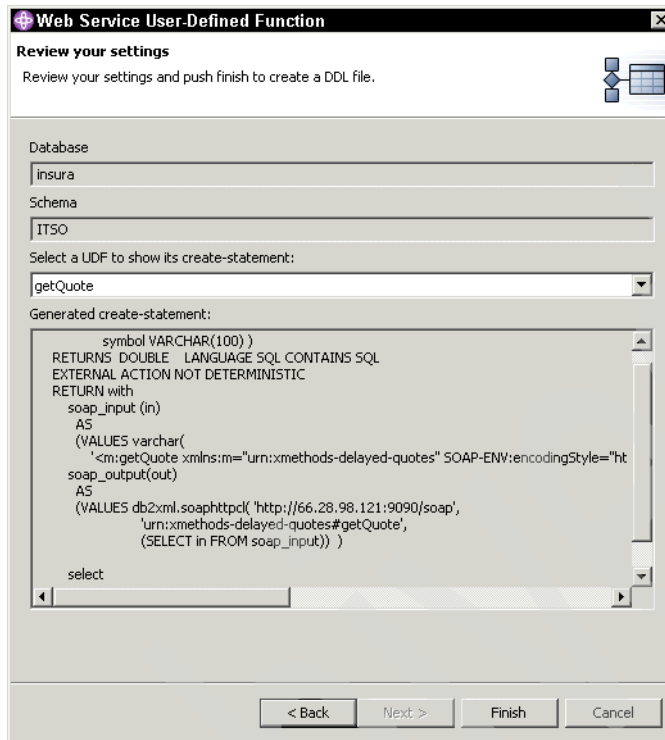 Web Service User-Defined Function
Review your settings
Review your settings and push finish to create a DDL file.
Database
insura
Schema
ITSO
Select a UDF to show its create-statement:
getQuote
Generated create-statement:
symbol VARCHAR(100) )
RETURNS DOUBLE LANGUAGE SQL CONTAINS SQL
EXTERNAL ACTION NOT DETERMINISTIC
RETURN with
soap_input (in)
AS
(VALUES varchar(
'<m:getQuote xmlns:m="urn:xmethods-delayed-quotes" SOAP-ENV:encodingStyle="ht
soap_output(out)
AS
(VALUES db2xml.soaphttpcl( 'http://66.28.98.121:9090/soap',
'urn:xmethods-delayed-quotes#getQuote',
(SELECT in FROM soap_input)) )
select
< Back Next > Finish Cancel